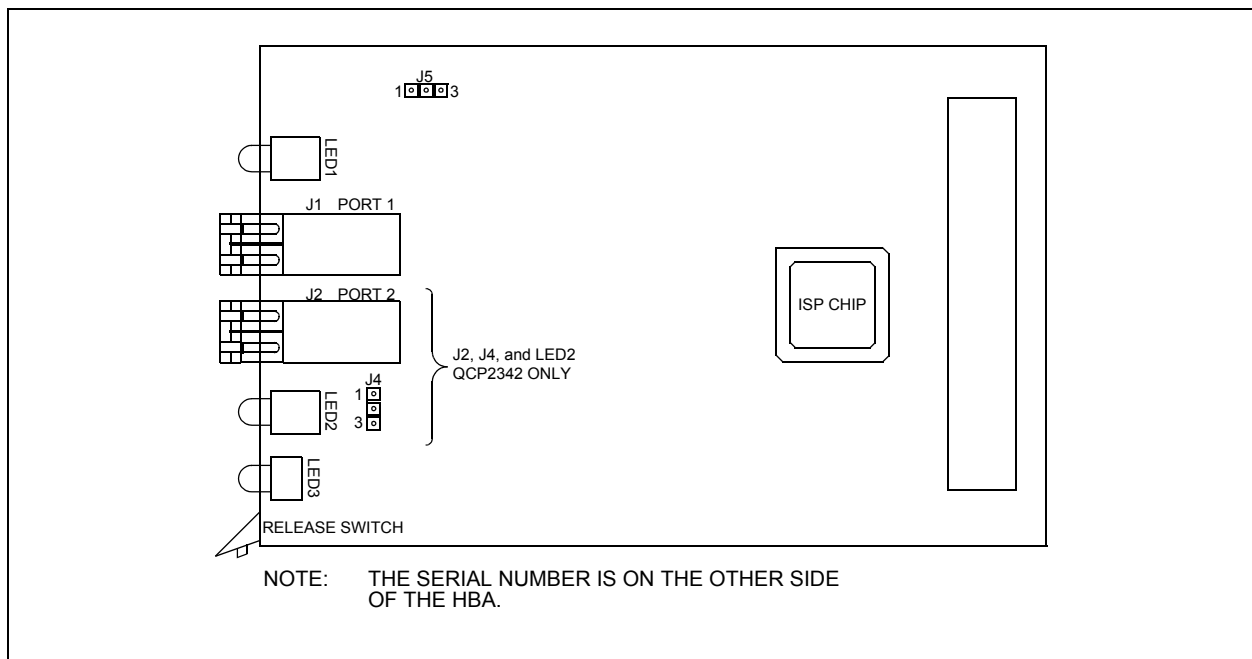 J5
1 3
LED1
J1 PORT 1
J2 PORT 2
ISP CHIP
J2, J4, and LED2
QCP2342 ONLY
J4
1
3
LED2
LED3
RELEASE SWITCH
NOTE: THE SERIAL NUMBER IS ON THE OTHER SIDE
OF THE HBA.